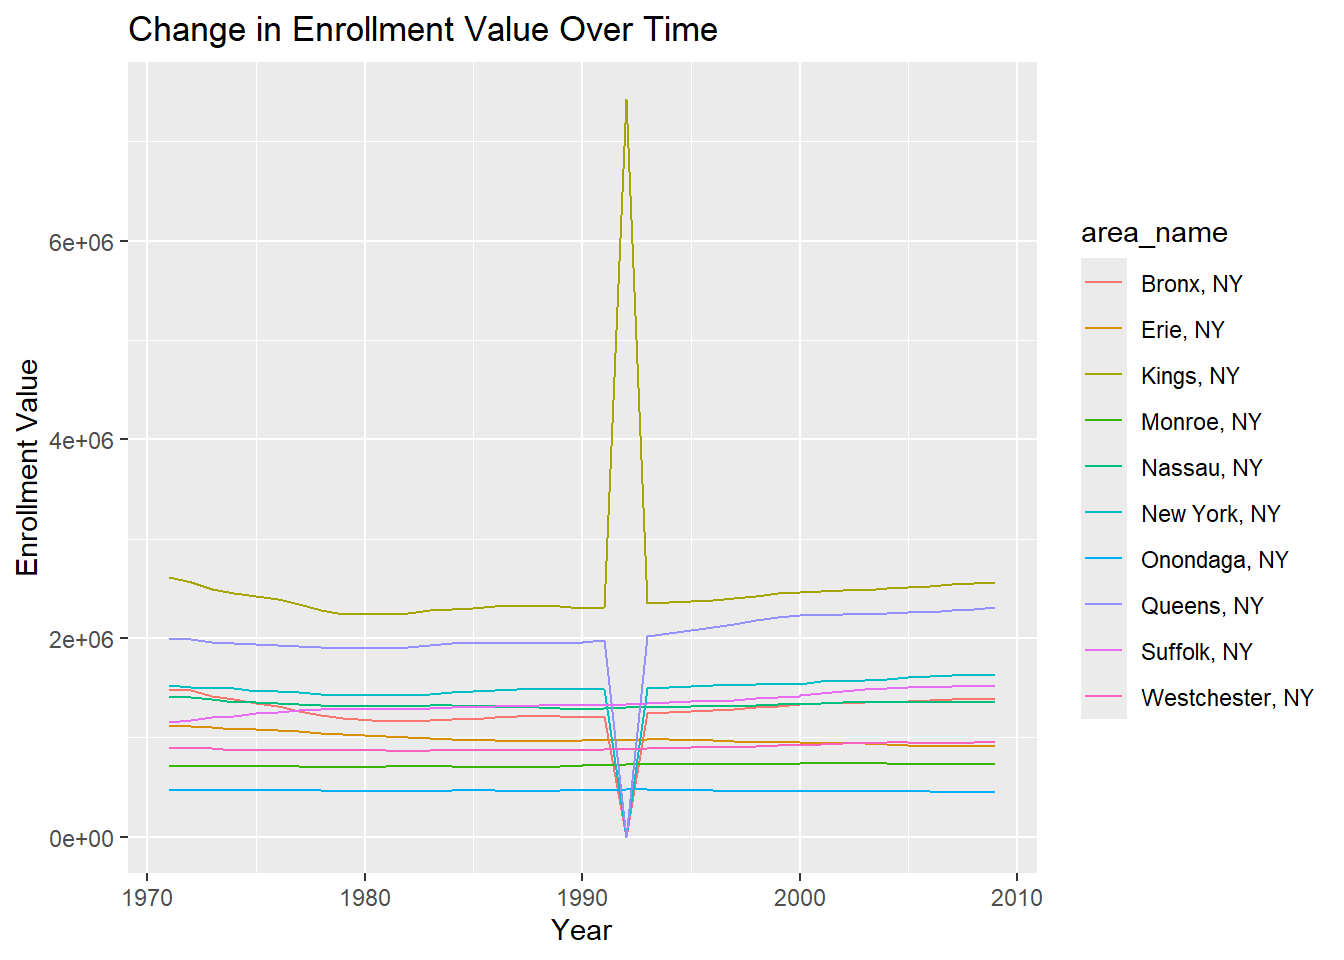 Change in Enrollment Value Over Time
6e+06
4e+06
2e+06
0e+00
Enrollment Value
1970 1980 1990 2000 2010
Year
area_name
Bronx, NY
Erie, NY
Kings, NY
Monroe, NY
Nassau, NY
New York, NY
Onondaga, NY
Queens, NY
Suffolk, NY
Westchester, NY